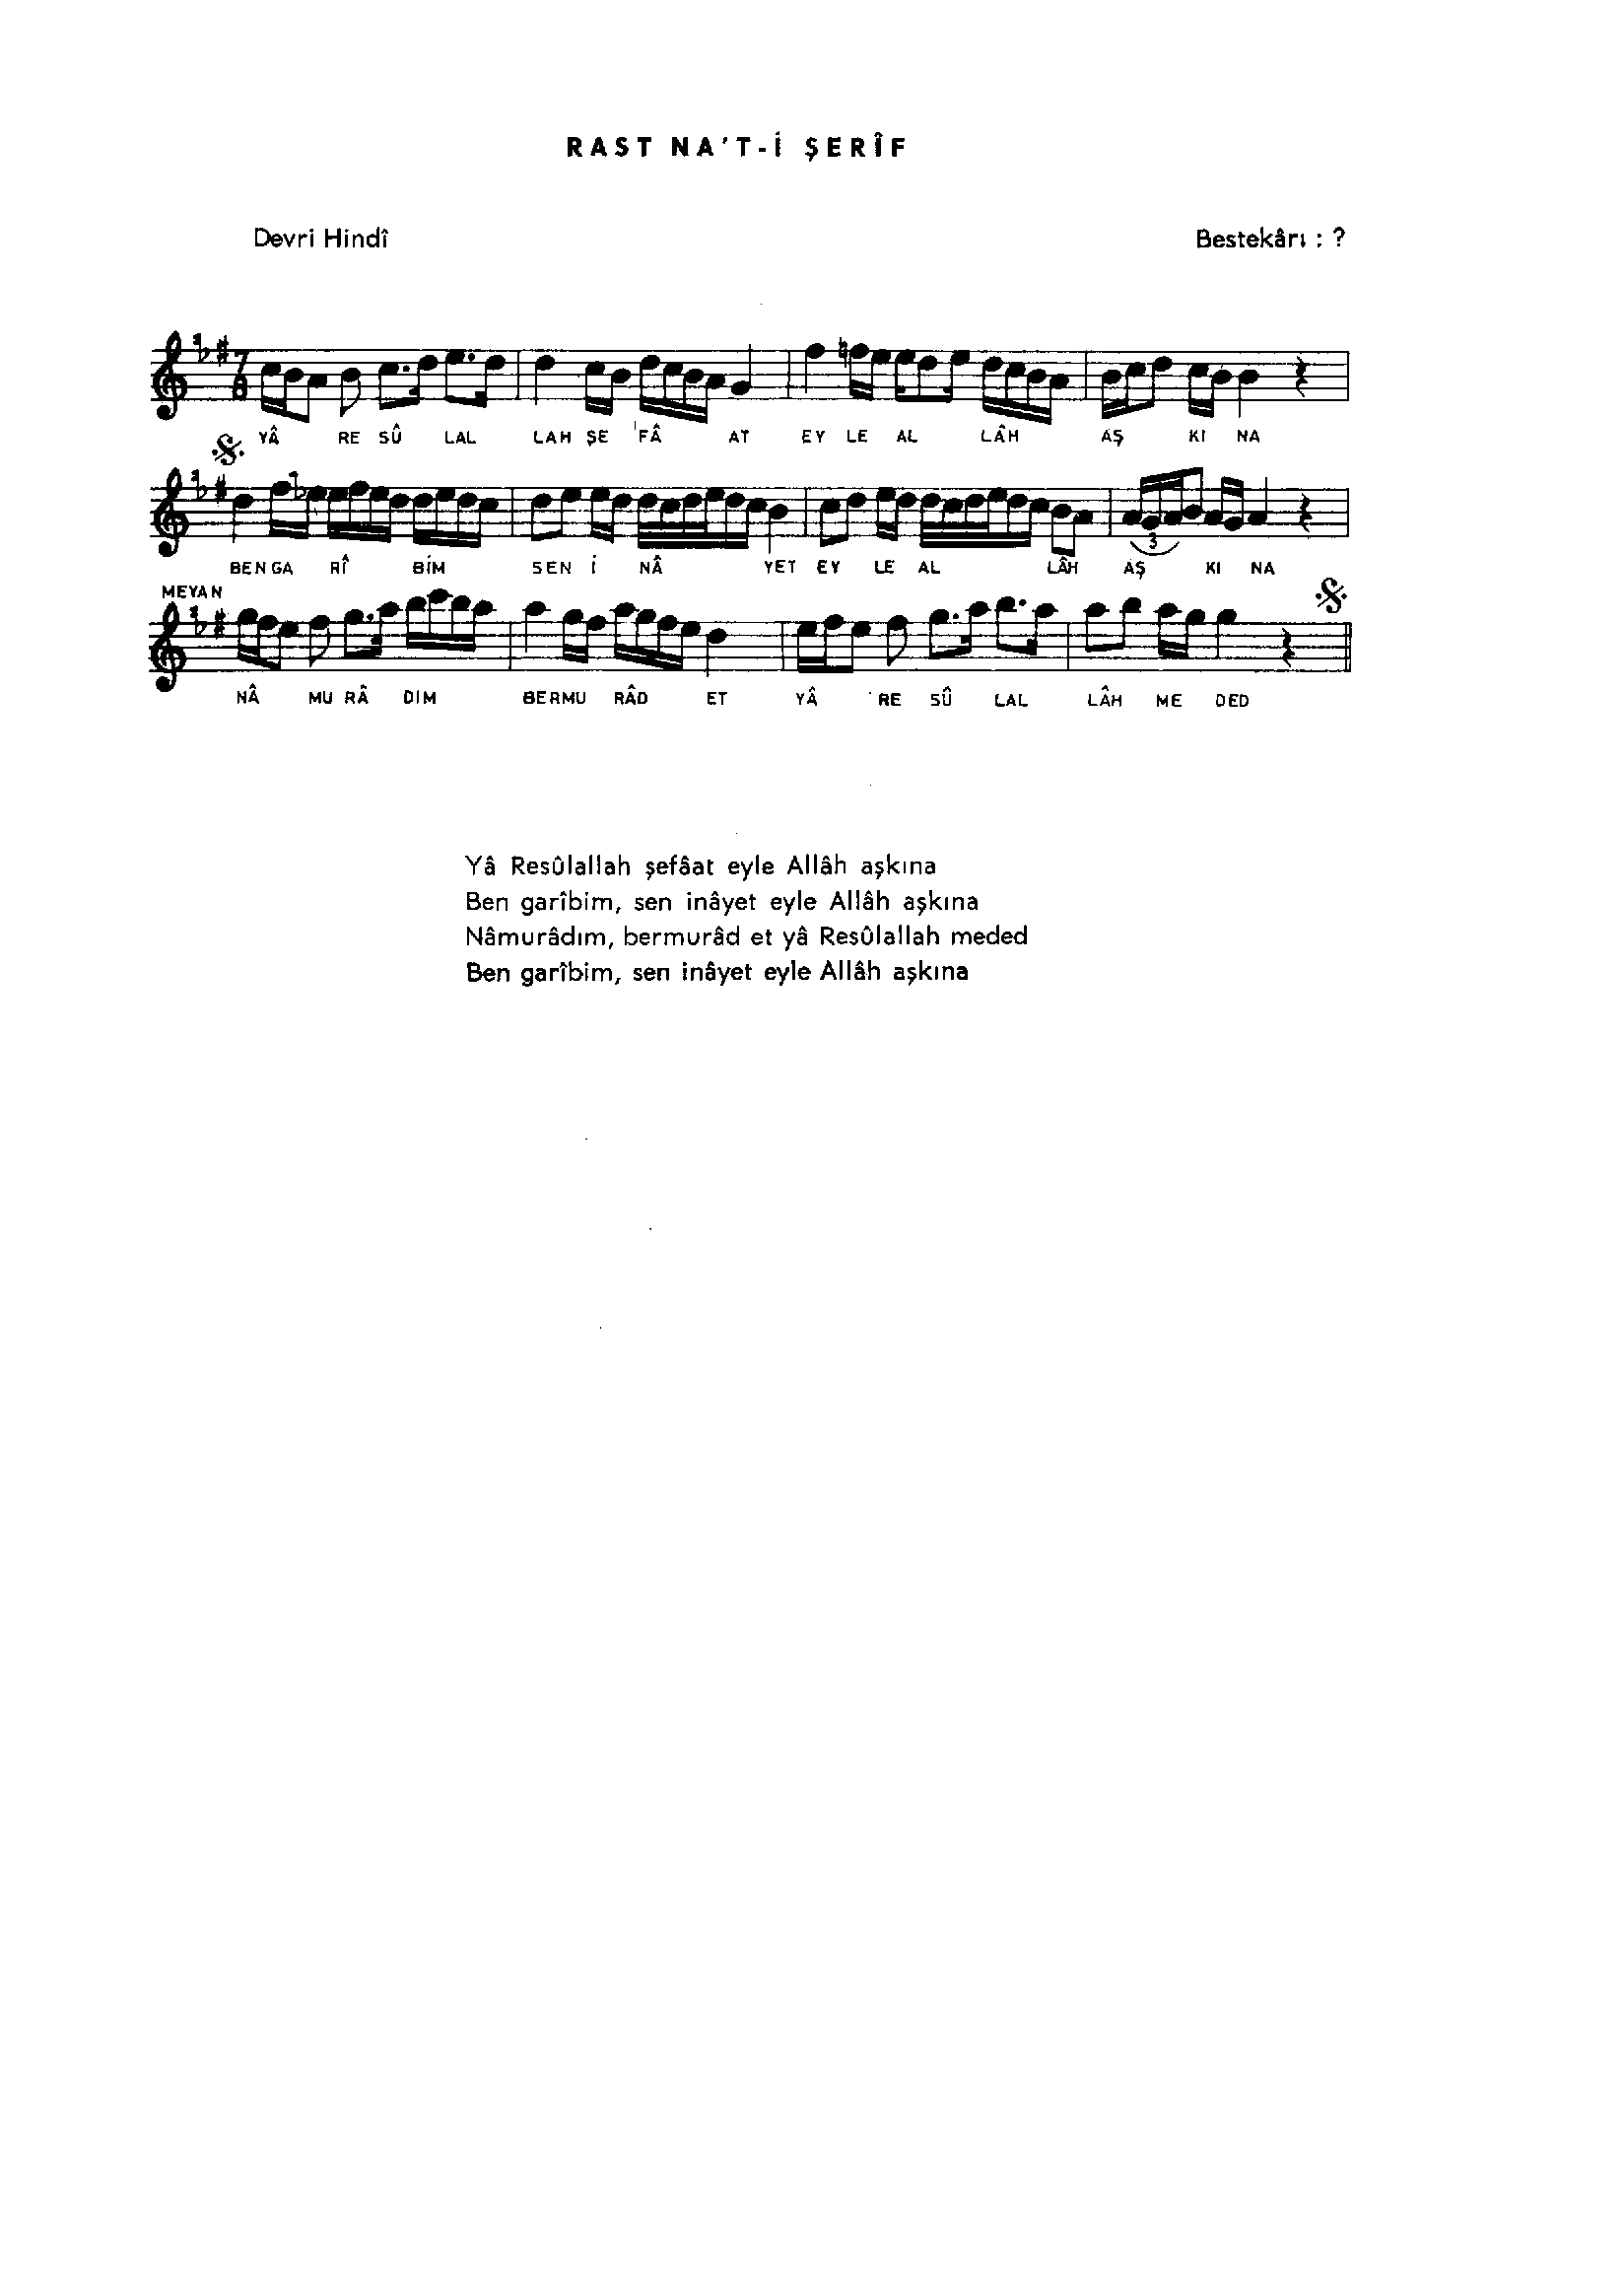 RAST NA'T-İ ŞERÎF
Devri Hindî
Bestekârı : ?
YÂ RE SÛ LAL LAH ŞE FÂ AT EY LE AL LÂH AŞ KI NA
BEN GA RÎ BİM SEN İ NÂ YET EY LE AL LÂH AŞ KI NA
3
MEYAN
NÂ MU RÂ DIM BERMU RÂD ET YÂ RE SÛ LAL LÂH ME DED
Yâ Resûlallah şefâat eyle Allâh aşkına
Ben garîbim, sen inâyet eyle Allâh aşkına
Nâmurâdım, bermurâd et yâ Resûlallah meded
Ben garîbim, sen inâyet eyle Allâh aşkına